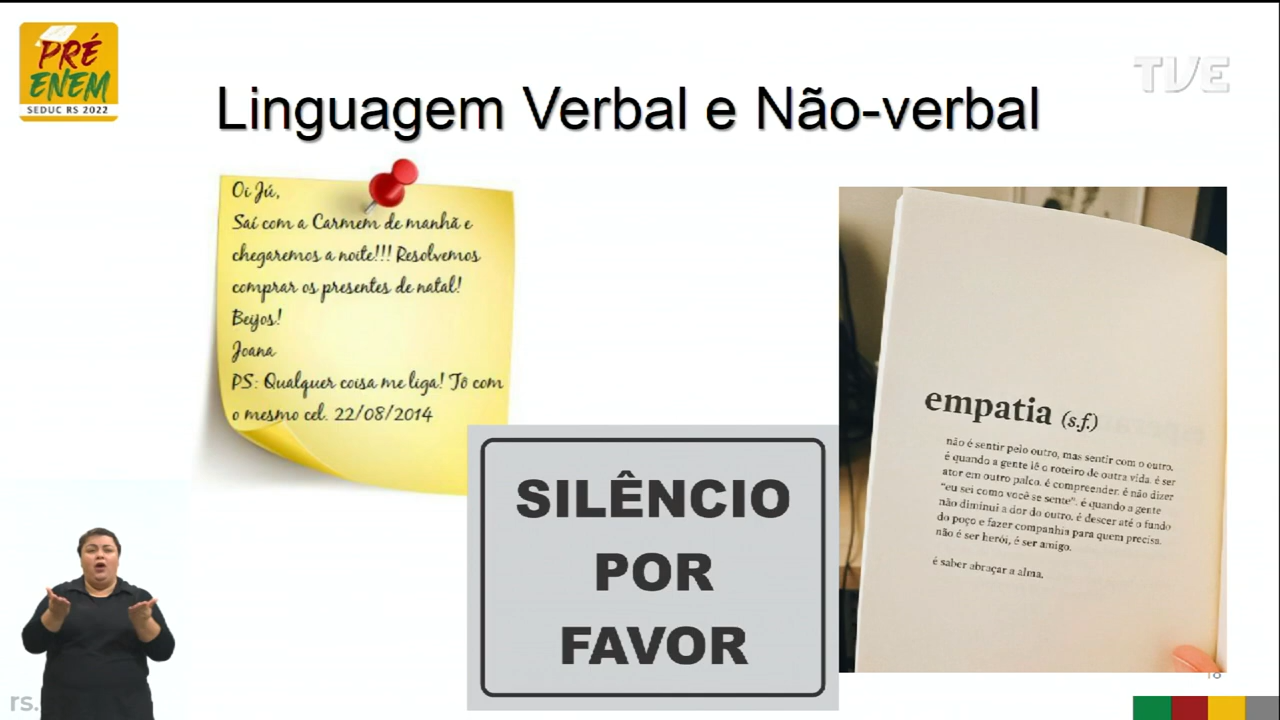 PRÉ
ENEM
SEDUC RS 2022
TVE
Linguagem Verbal e Não-verbal
Oi Jú,
Saí com a Carmem de manhã e
chegaremos a noite!!! Resolvemos
comprar os presentes de natal!
Beijos!
Joana
PS: Qualquer coisa me liga! Tô com
o mesmo cel. 22/08/2014
SILÊNCIO
POR
FAVOR
empatia (s.f.)
não é sentir pelo outro, mas sentir com o outro.
é quando a gente lê o roteiro de outra vida. é ser
ator em outro palco. é compreender. é não dizer
"eu sei como você se sente". é quando a gente
não diminui a dor do outro. é descer até o fundo
do poço e fazer companhia para quem precisa.
não é ser herói, é ser amigo.
é saber abraçar a alma.
rs.
18